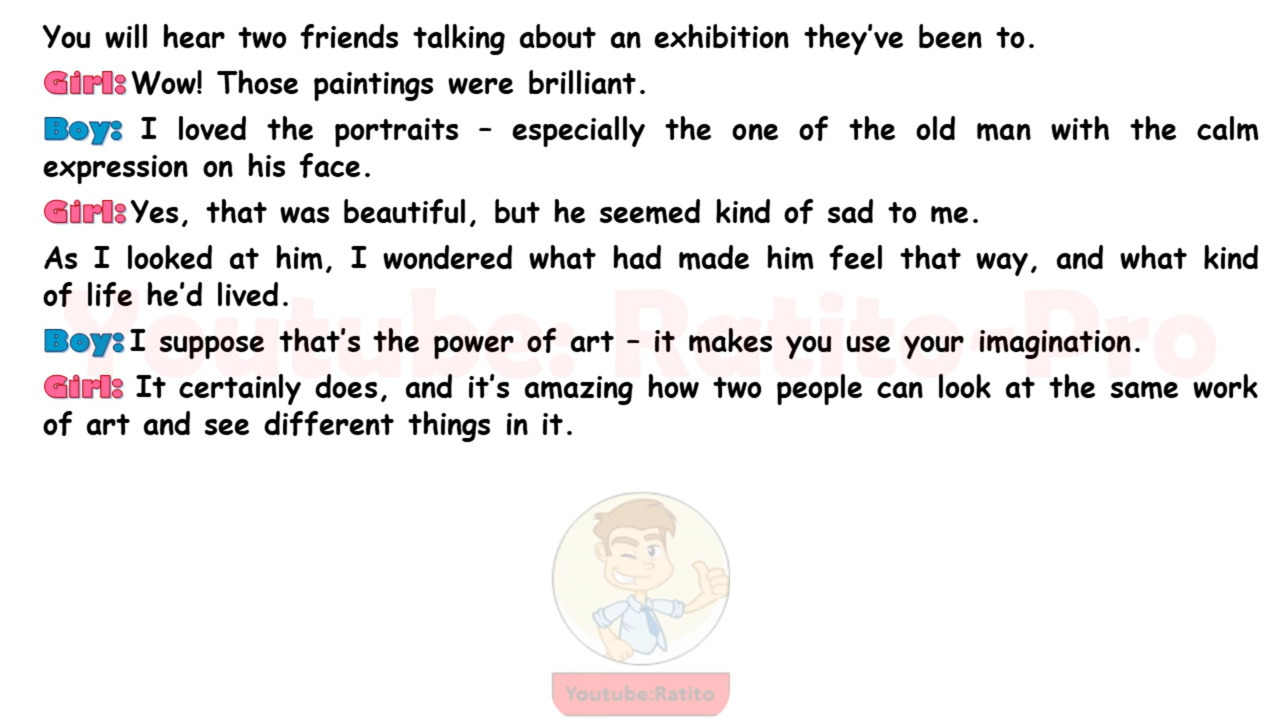 You will hear two friends talking about an exhibition they've been to.
Girl: Wow! Those paintings were brilliant.
Boy: I loved the portraits – especially the one of the old man with the calm
expression on his face.
Girl: Yes, that was beautiful, but he seemed kind of sad to me.
As I looked at him, I wondered what had made him feel that way, and what kind
of life he'd lived.
Youtube: Ratito-Pro
Boy: I suppose that's the power of art – it makes you use your imagination.
Girl: It certainly does, and it's amazing how two people can look at the same work
of art and see different things in it.
Youtube:Ratito